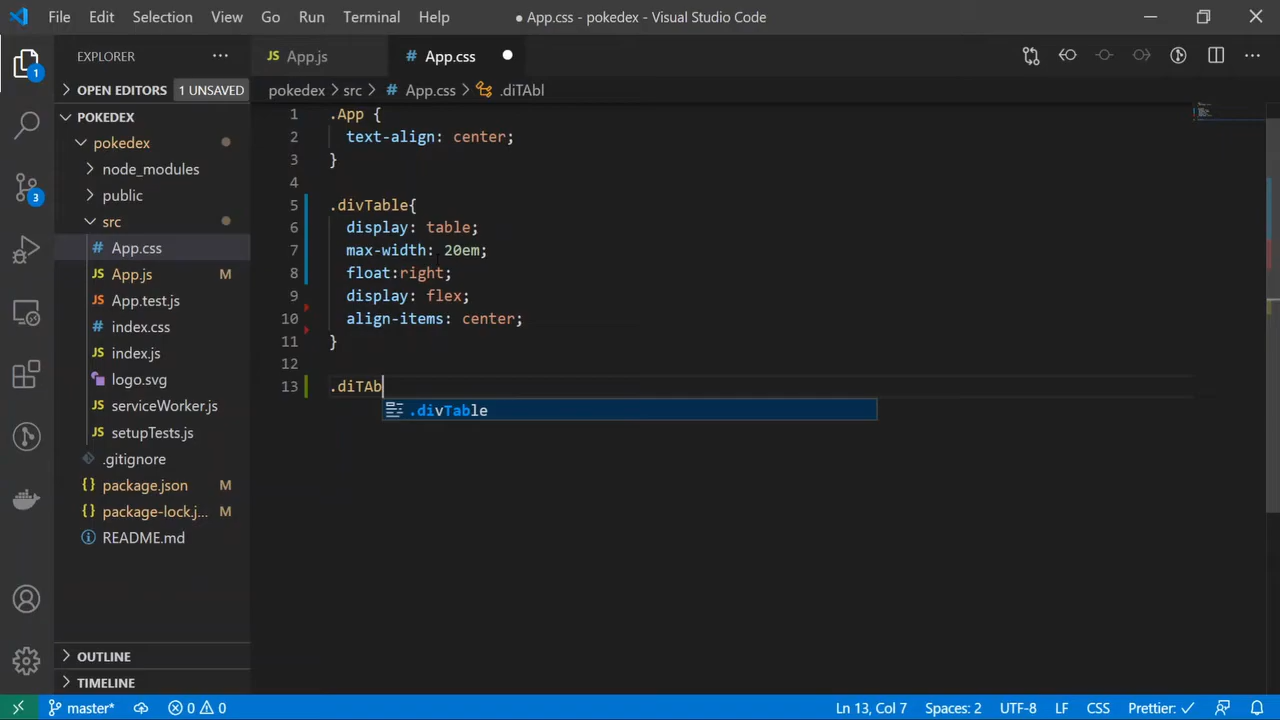 File Edit Selection View Go Run Terminal Help
● App.css - pokedex - Visual Studio Code
EXPLORER ...
JS App.js
# App.css
OPEN EDITORS 1 UNSAVED
pokedex > src > # App.css > .diTAbl
POKEDEX
pokedex
node_modules
public
src
# App.css
JS App.js M
JS App.test.js
# index.css
JS index.js
logo.svg
JS serviceWorker.js
JS setupTests.js
.gitignore
{} package.json M
{} package-lock.j... M
README.md
OUTLINE
TIMELINE
1
3
1 .App {
2 text-align: center;
3 }
4
5 .divTable{
6 display: table;
7 max-width: 20em;
8 float:right;
9 display: flex;
10 align-items: center;
11 }
12
13 .diTAb
.divTable
master* 0 0 Ln 13, Col 7 Spaces: 2 UTF-8 LF CSS Prettier: ✓